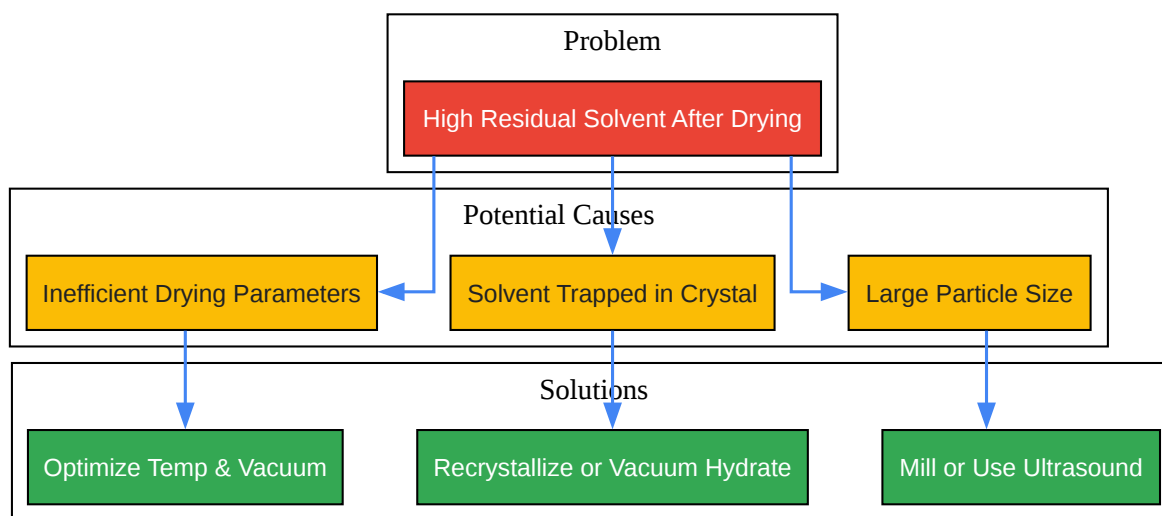 Problem
High Residual Solvent After Drying
Potential Causes
Inefficient Drying Parameters
Solvent Trapped in Crystal
Large Particle Size
Solutions
Optimize Temp & Vacuum
Recrystallize or Vacuum Hydrate
Mill or Use Ultrasound